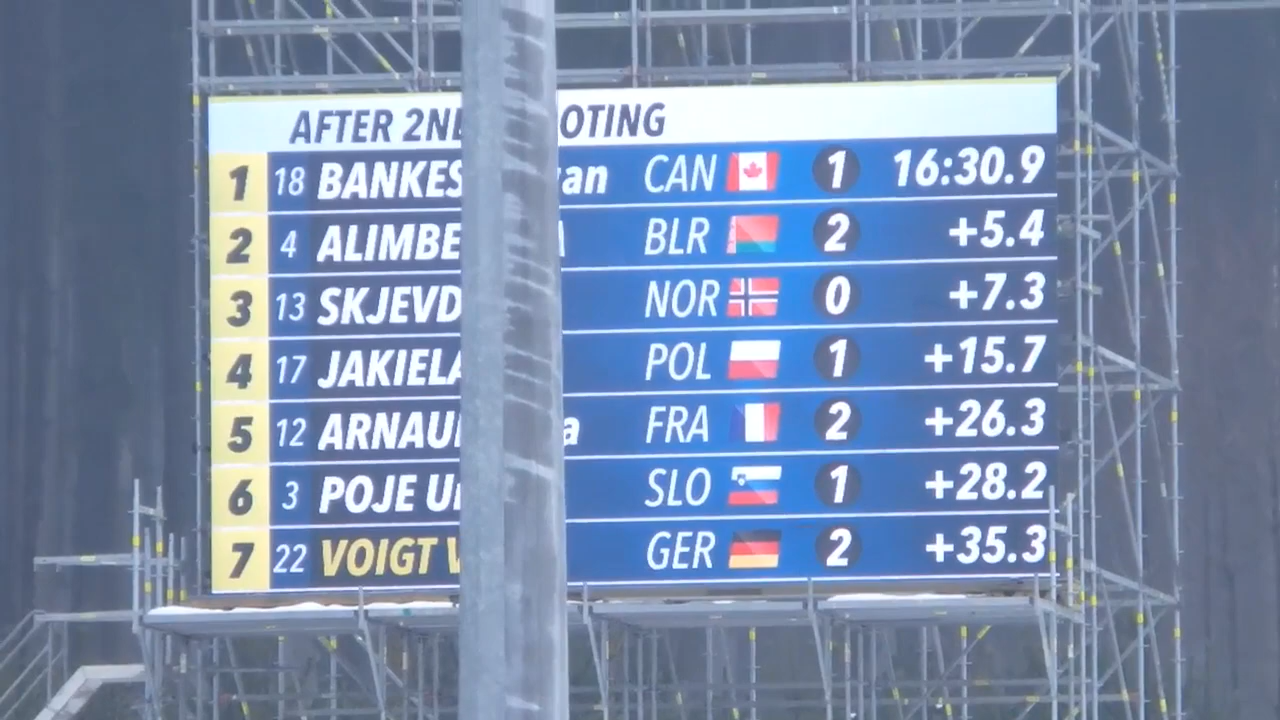 AFTER 2ND OTING
1 18 BANKES an CAN 1 16:30.9
2 4 ALIMBE BLR 2 +5.4
3 13 SKJEVD NOR 0 +7.3
4 17 JAKIELA POL 1 +15.7
5 12 ARNAU a FRA 2 +26.3
6 3 POJE U SLO 1 +28.2
7 22 VOIGT V GER 2 +35.3